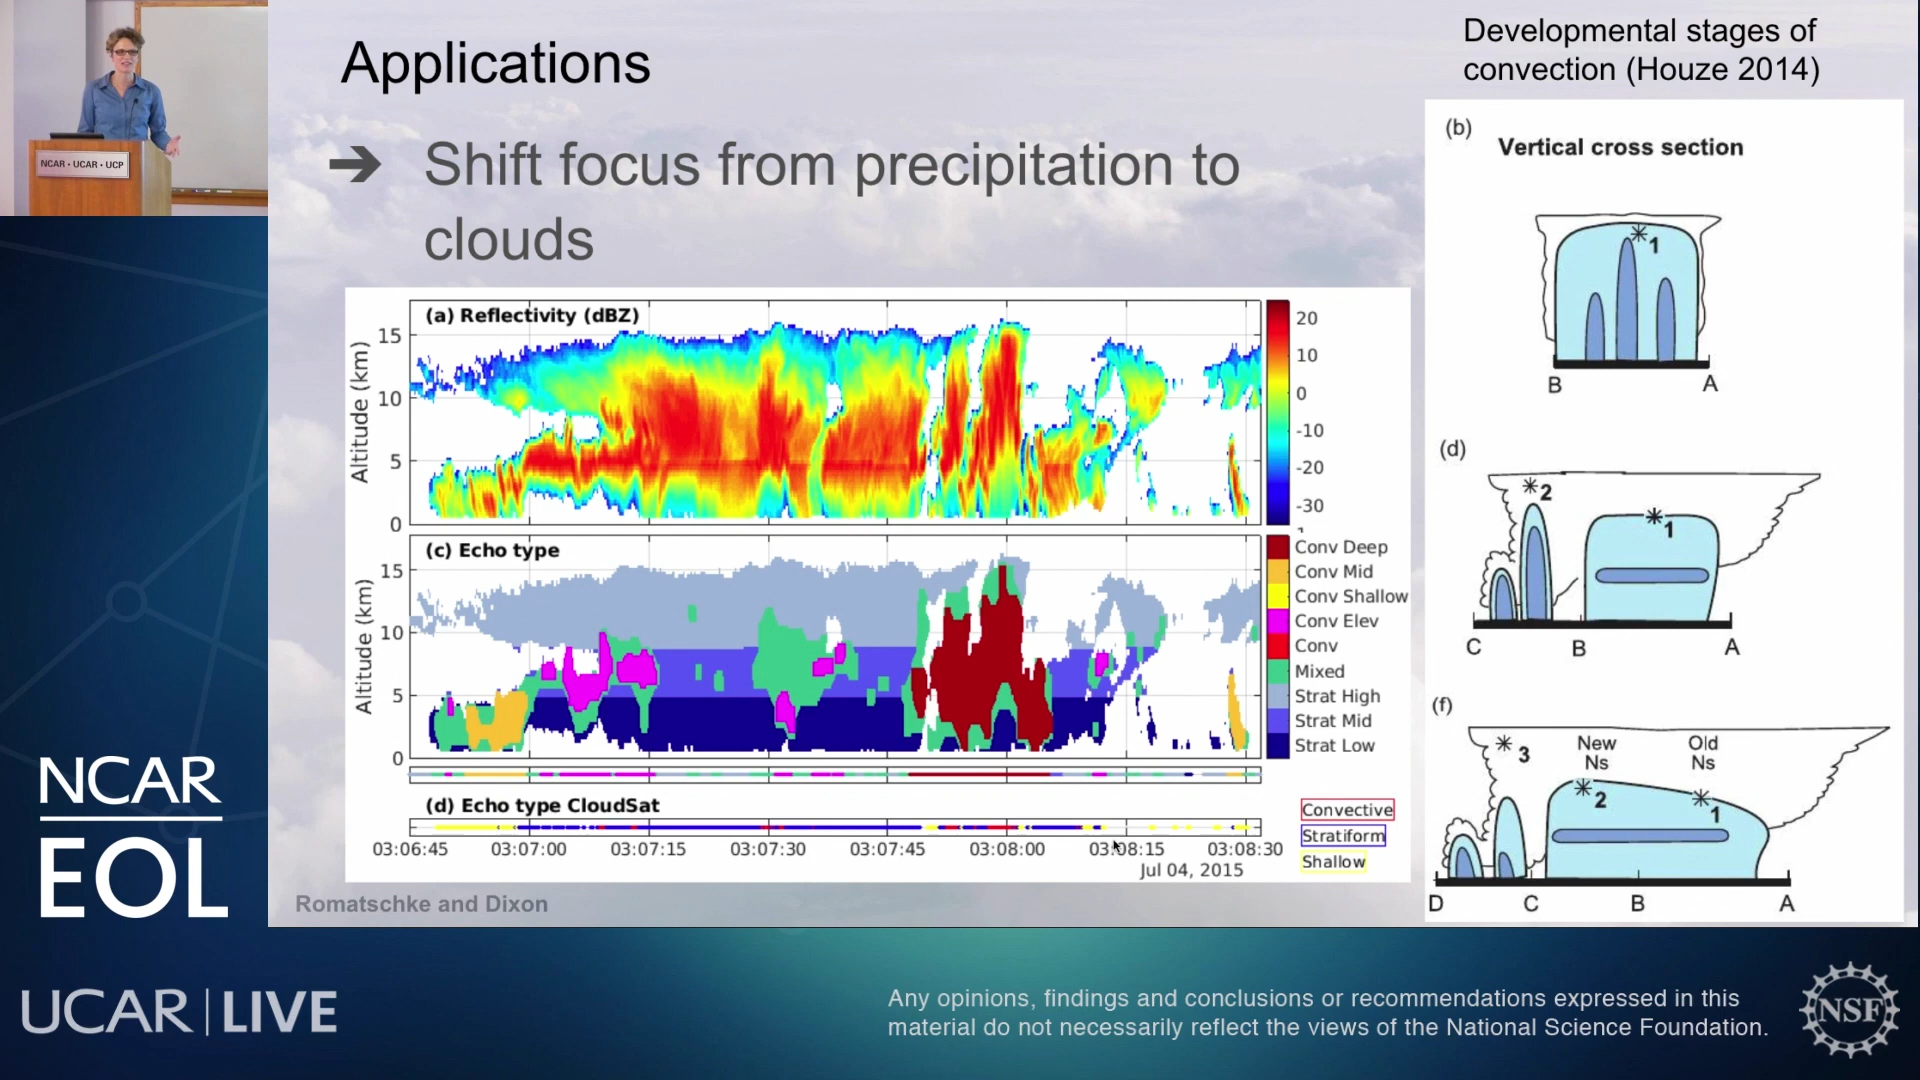 NCAR • UCAR • UCP
Applications
➔ Shift focus from precipitation to
clouds
Developmental stages of
convection (Houze 2014)
(a) Reflectivity (dBZ)
Altitude (km)
15
10
5
0
20
10
0
-10
-20
-30
(c) Echo type
Altitude (km)
15
10
5
0
Conv Deep
Conv Mid
Conv Shallow
Conv Elev
Conv
Mixed
Strat High
Strat Mid
Strat Low
(d) Echo type CloudSat
Convective
Stratiform
Shallow
03:06:45 03:07:00 03:07:15 03:07:30 03:07:45 03:08:00 03:08:15 03:08:30
Jul 04, 2015
Romatschke and Dixon
(b)
Vertical cross section
1
B A
(d)
2
1
C B A
(f)
3
New
Ns
Old
Ns
2
1
D C B A
NCAR
EOL
UCAR | LIVE
Any opinions, findings and conclusions or recommendations expressed in this
material do not necessarily reflect the views of the National Science Foundation.
NSF